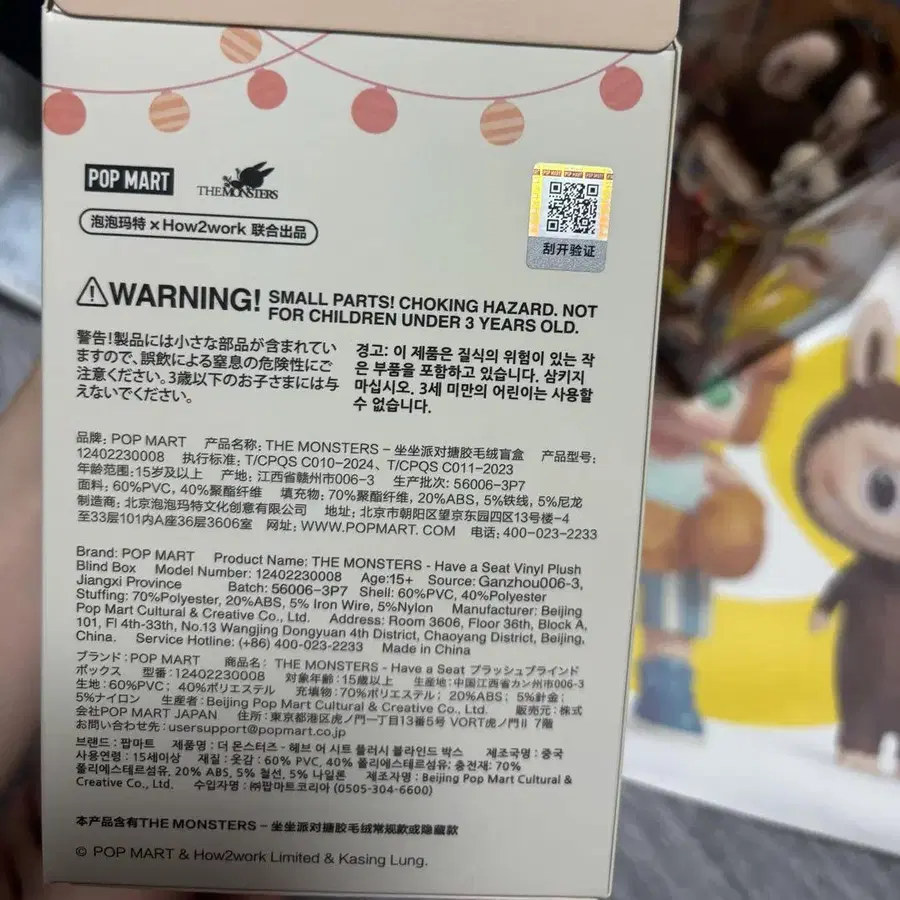 POP MART
THE MONSTERS
泡泡玛特 × How2work 联合出品
刮开验证
WARNING! SMALL PARTS! CHOKING HAZARD. NOT
FOR CHILDREN UNDER 3 YEARS OLD.
警告!製品には小さな部品が含まれてい
ますので、誤飲による窒息の危険性にご
注意ください。3歳以下のお子さまには与
えないでください。
경고: 이 제품은 질식의 위험이 있는 작
은 부품을 포함하고 있습니다. 삼키지
마십시오. 3세 미만의 어린이는 사용할
수 없습니다.
品牌: POP MART 产品名称: THE MONSTERS – 坐坐派对搪胶毛绒盲盒 产品型号:
12402230008 执行标准: T/CPQS C010-2024、T/CPQS C011-2023
年龄范围: 15岁及以上 产地: 江西省赣州市006-3 生产批次: 56006-3P7
面料: 60%PVC, 40%聚酯纤维 填充物: 70%聚酯纤维, 20%ABS, 5%铁线, 5%尼龙
制造商: 北京泡泡玛特文化创意有限公司 地址: 北京市朝阳区望京东园四区13号楼-4
至33层101内A座36层3606室 网址: WWW.POPMART.COM 电话: 400-023-2233
Brand: POP MART Product Name: THE MONSTERS - Have a Seat Vinyl Plush
Blind Box Model Number: 12402230008 Age:15+ Source: Ganzhou006-3,
Jiangxi Province Batch: 56006-3P7 Shell: 60%PVC, 40%Polyester
Stuffing: 70%Polyester, 20%ABS, 5% Iron Wire, 5%Nylon Manufacturer: Beijing
Pop Mart Cultural & Creative Co., Ltd. Address: Room 3606, Floor 36th, Block A,
101, Fl 4th-33th, No.13 Wangjing Dongyuan 4th District, Chaoyang District, Beijing,
China. Service Hotline: (+86) 400-023-2233 Made in China
ブランド: POP MART 商品名: THE MONSTERS - Have a Seat プラッシュブラインド
ボックス 型番: 12402230008 対象年齢: 15歳以上 生産地: 中国江西省カン州市006-3
生地: 60%PVC; 40%ポリエステル 充填物: 70%ポリエステル; 20%ABS; 5%針金;
5%ナイロン 生産者: Beijing Pop Mart Cultural & Creative Co., Ltd. 販売元: 株式
会社POP MART JAPAN 住所: 東京都港区虎ノ門一丁目13番5号 VORT虎ノ門II 7階
お問い合わせ先: usersupport@popmart.co.jp
브랜드 : 팝마트 제품명 : 더 몬스터즈 - 헤브 어 시트 플러시 블라인드 박스 제조국명 : 중국
사용연령 : 15세이상 재질 : 옷감 : 60% PVC, 40% 폴리에스테르섬유; 충전재: 70%
폴리에스테르섬유, 20% ABS, 5% 철선, 5% 나일론 제조자명 : Beijing Pop Mart Cultural &
Creative Co., Ltd. 수입자명 : ㈜팝마트코리아 (0505-304-6600)
本产品含有THE MONSTERS – 坐坐派对搪胶毛绒常规款或隐藏款
© POP MART & How2work Limited & Kasing Lung.